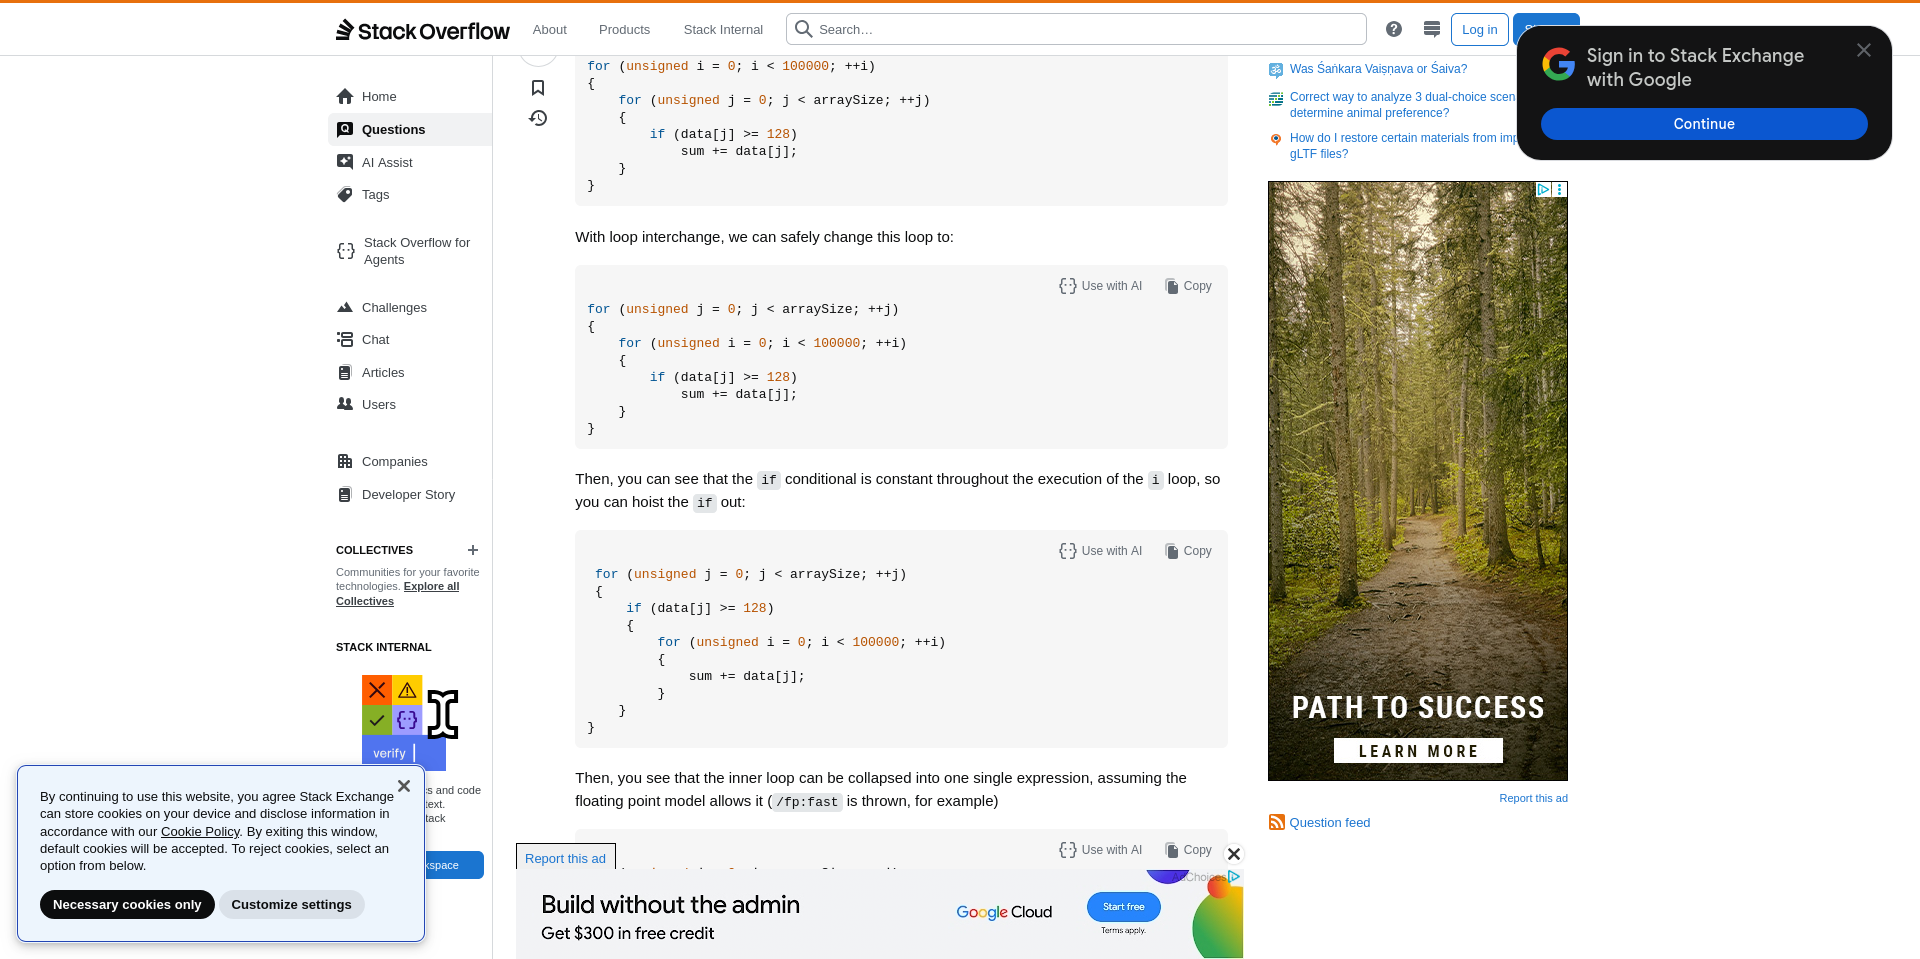 Stack Overflow
About
Products
Stack Internal
Search…
Log in
Sign in to Stack Exchange
with Google
Continue
Home
Questions
AI Assist
Tags
Stack Overflow for
Agents
Challenges
Chat
Articles
Users
Companies
Developer Story
COLLECTIVES
Communities for your favorite
technologies. Explore all
Collectives
STACK INTERNAL
verify
s and code
text.
tack
kspace
for (unsigned i = 0; i < 100000; ++i)
{
    for (unsigned j = 0; j < arraySize; ++j)
    {
        if (data[j] >= 128)
            sum += data[j];
    }
}
With loop interchange, we can safely change this loop to:
Use with AI
Copy
for (unsigned j = 0; j < arraySize; ++j)
{
    for (unsigned i = 0; i < 100000; ++i)
    {
        if (data[j] >= 128)
            sum += data[j];
    }
}
Then, you can see that the if conditional is constant throughout the execution of the i loop, so
you can hoist the if out:
Use with AI
Copy
 for (unsigned j = 0; j < arraySize; ++j)
 {
     if (data[j] >= 128)
     {
         for (unsigned i = 0; i < 100000; ++i)
         {
             sum += data[j];
         }
    }
}
Then, you see that the inner loop can be collapsed into one single expression, assuming the
floating point model allows it (/fp:fast is thrown, for example)
Use with AI
Copy
Was Śaṅkara Vaiṣṇava or Śaiva?
Correct way to analyze 3 dual-choice scen
determine animal preference?
How do I restore certain materials from imp
gLTF files?
PATH TO SUCCESS
LEARN MORE
Report this ad
Question feed
By continuing to use this website, you agree Stack Exchange
can store cookies on your device and disclose information in
accordance with our Cookie Policy. By exiting this window,
default cookies will be accepted. To reject cookies, select an
option from below.
Necessary cookies only
Customize settings
Report this ad
Build without the admin
Get $300 in free credit
Google Cloud
Start free
Terms apply.
AdChoices